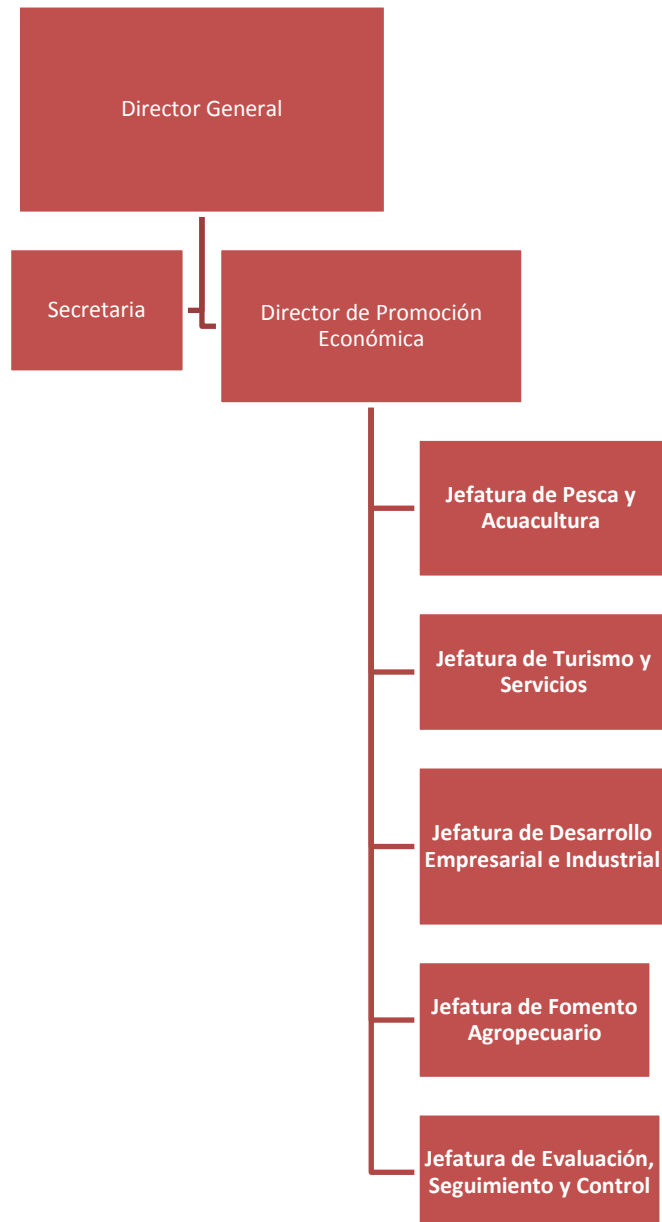 Director General
Secretaria
Director de Promoción
Económica
Jefatura de Pesca y
Acuacultura
Jefatura de Turismo y
Servicios
Jefatura de Desarrollo
Empresarial e Industrial
Jefatura de Fomento
Agropecuario
Jefatura de Evaluación,
Seguimiento y Control